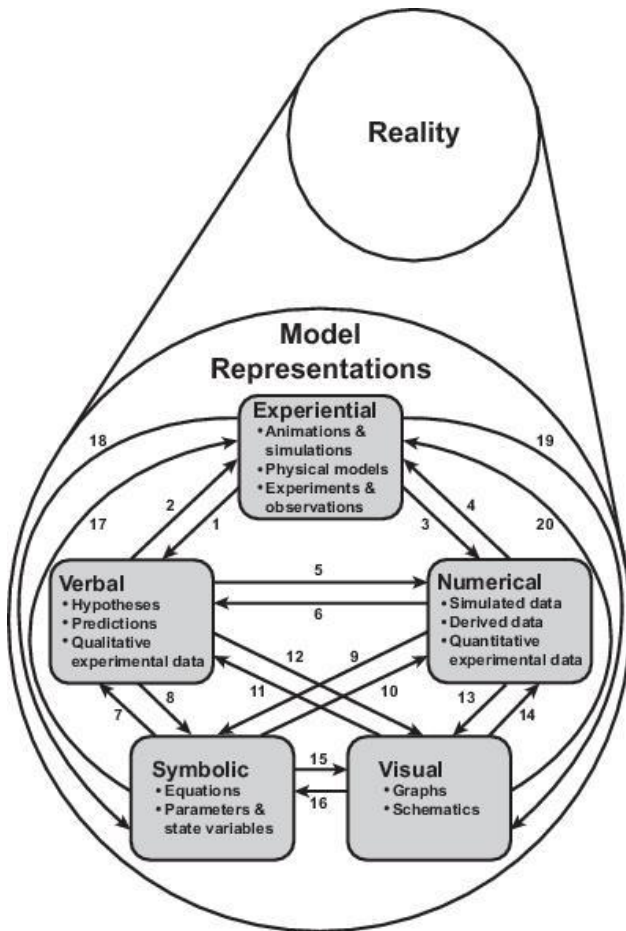 Reality
Model
Representations
Experiential
• Animations &
simulations
• Physical models
• Experiments &
observations
18
19
17
2
1
3
4
20
Verbal
• Hypotheses
• Predictions
• Qualitative
experimental data
5
6
Numerical
• Simulated data
• Derived data
• Quantitative
experimental data
12
9
11
10
7
8
13
14
Symbolic
• Equations
• Parameters &
state variables
15
16
Visual
• Graphs
• Schematics